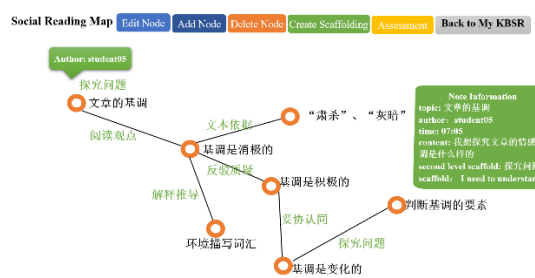 Social Reading Map
Edit Node
Add Node
Delete Node
Create Scaffolding
Assessment
Back to My KBSR
Author: student05
探究问题
文章的基调
阅读观点
文本依据
“肃杀”、“灰暗”
基调是消极的
反驳质疑
基调是积极的
解释推导
环境描写词汇
妥协认同
判断基调的要素
探究问题
基调是变化的
Note Information
topic: 文章的基调
author: student05
time: 07:05
content: 我想探究文章的情感
调是什么样的
second level scaffold: 探究问
scaffold: I need to understan